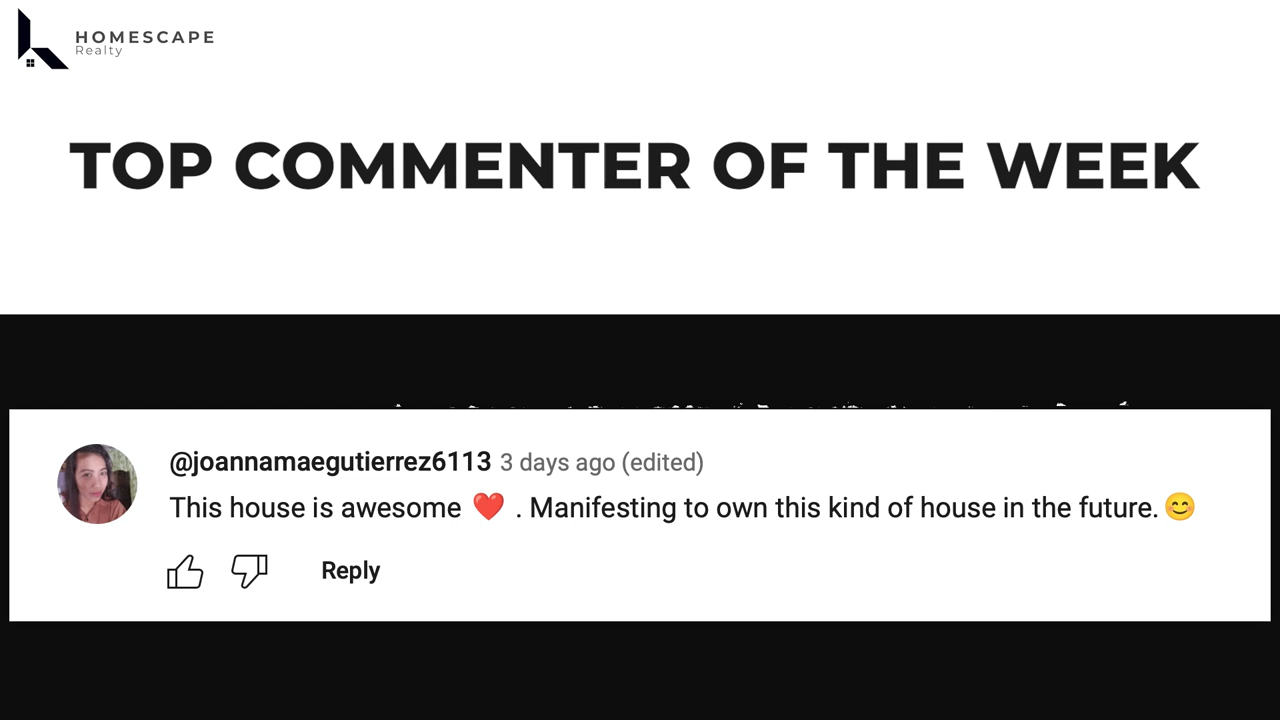 HOMESCAPE
Realty
TOP COMMENTER OF THE WEEK
@joannamaegutierrez6113 3 days ago (edited)
This house is awesome ❤️ . Manifesting to own this kind of house in the future.😊
Reply